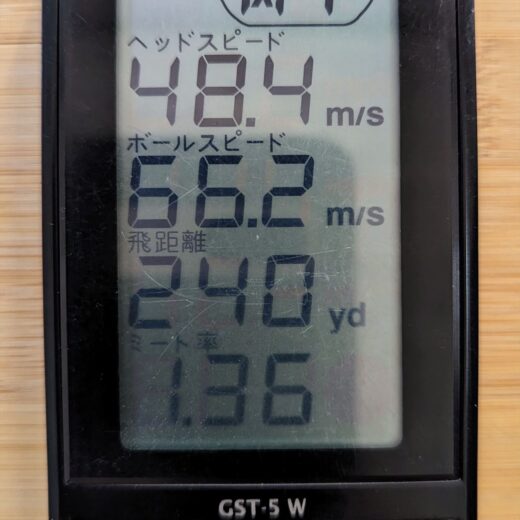 ヘッドスピード
48.4 m/s
ボールスピード
66.2 m/s
飛距離
240 yd
ミート率
1.36
GST-5 W